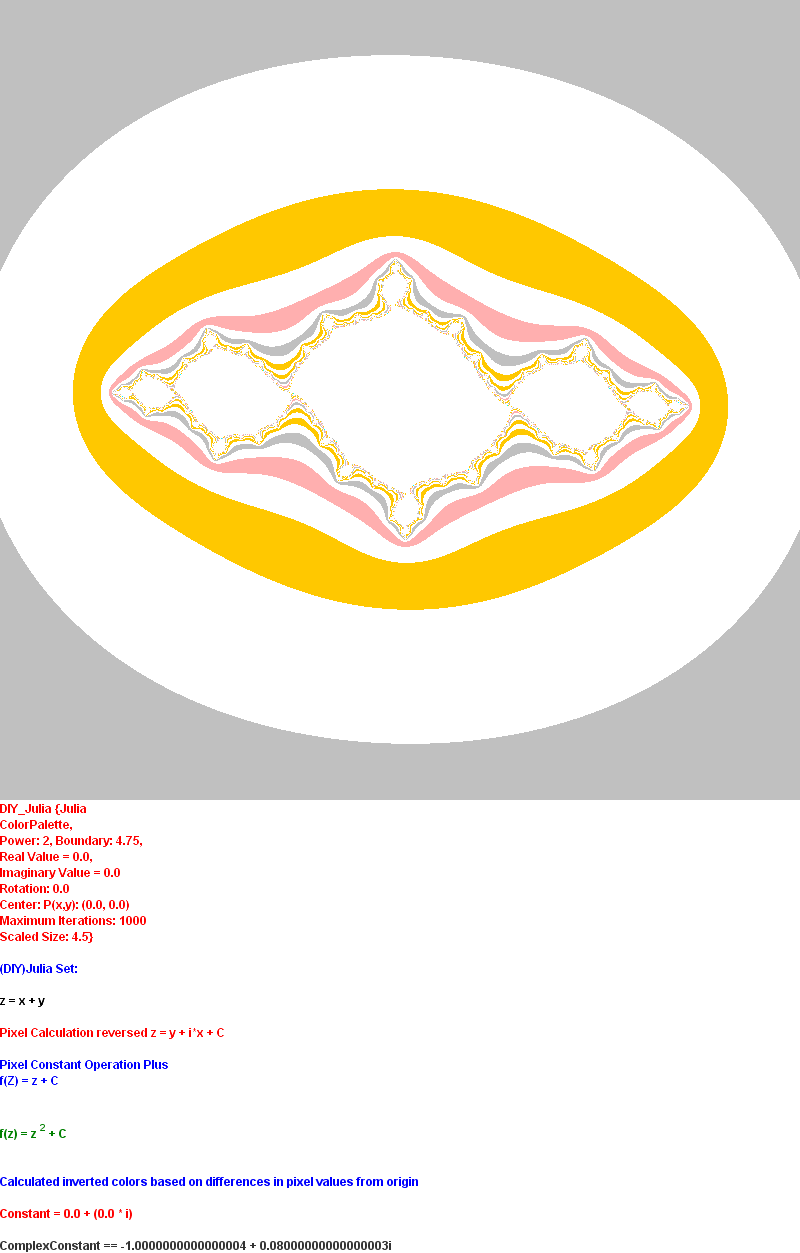 DIY_Julia {Julia
ColorPalette,
Power: 2, Boundary: 4.75,
Real Value = 0.0,
Imaginary Value = 0.0
Rotation: 0.0
Center: P(x,y): (0.0, 0.0)
Maximum Iterations: 1000
Scaled Size: 4.5}
(DIY)Julia Set:
z = x + y
Pixel Calculation reversed z = y + i*x + C
Pixel Constant Operation Plus
f(Z) = z + C
f(z) = z 2 + C
Calculated inverted colors based on differences in pixel values from origin
Constant = 0.0 + (0.0 * i)
ComplexConstant == -1.0000000000000004 + 0.08000000000000003i